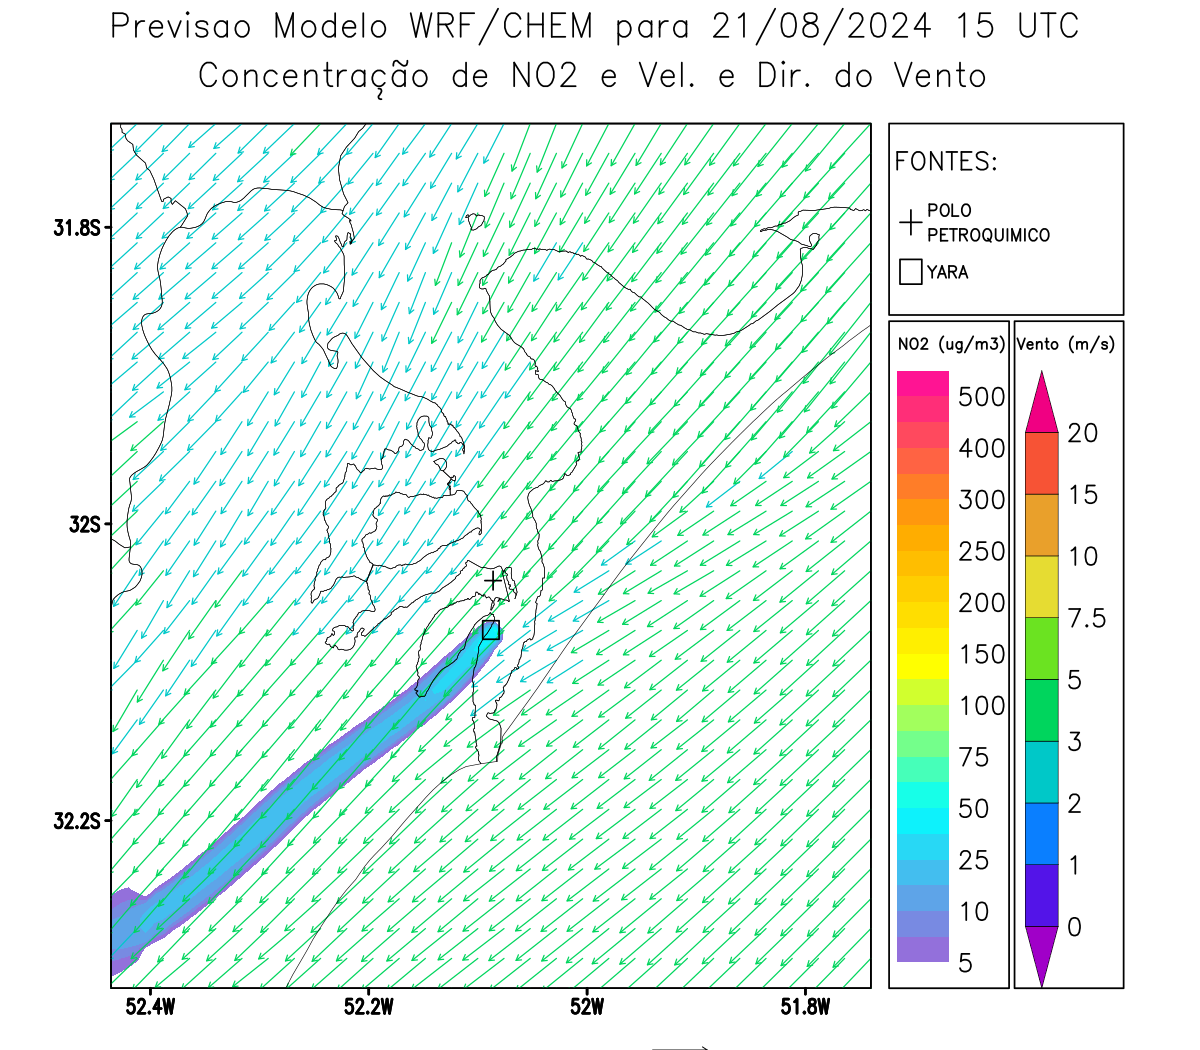 Previsao Modelo WRF/CHEM para 21/08/2024 15 UTC
Concentração de NO2 e Vel. e Dir. do Vento
FONTES:
POLO
PETROQUIMICO
YARA
NO2 (ug/m3)
500
400
300
250
200
150
100
75
50
25
10
5
Vento (m/s)
20
15
10
7.5
5
3
2
1
0
31.8S
32S
32.2S
52.4W
52.2W
52W
51.8W